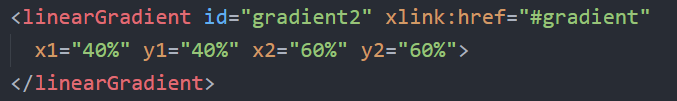 <linearGradient id="gradient2" xlink:href="#gradient"
x1="40%" y1="40%" x2="60%" y2="60%">
</linearGradient>